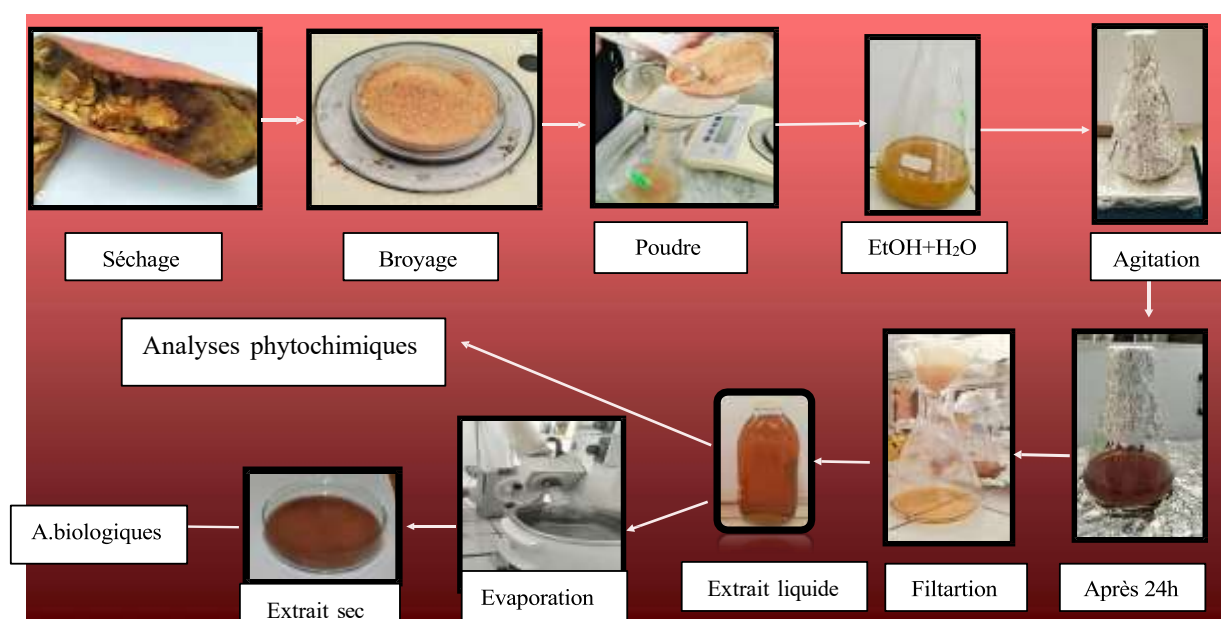 Séchage
Broyage
Poudre
EtOH+H₂O
Agitation
Analyses phytochimiques
A.biologiques
Extrait sec
Evaporation
Extrait liquide
Filtartion
Après 24h